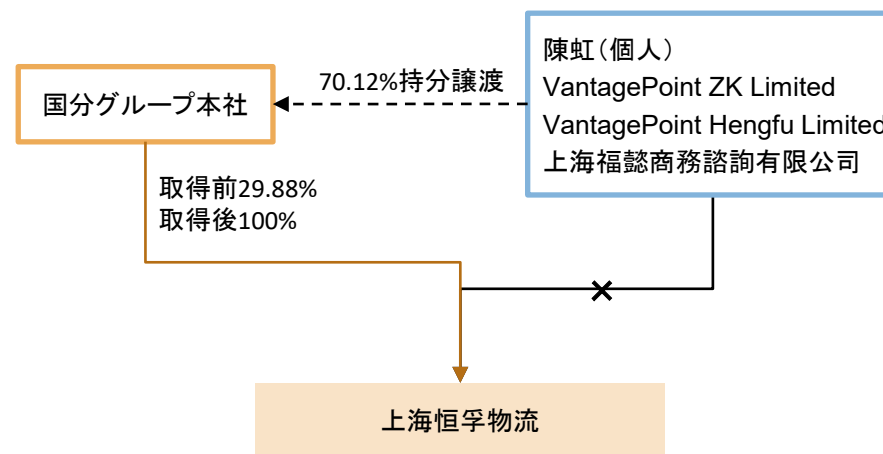 陳虹（個人）
VantagePoint ZK Limited
VantagePoint Hengfu Limited
上海福懿商務諮詢有限公司
70.12%持分譲渡
国分グループ本社
取得前29.88%
取得後100%
上海恒孚物流